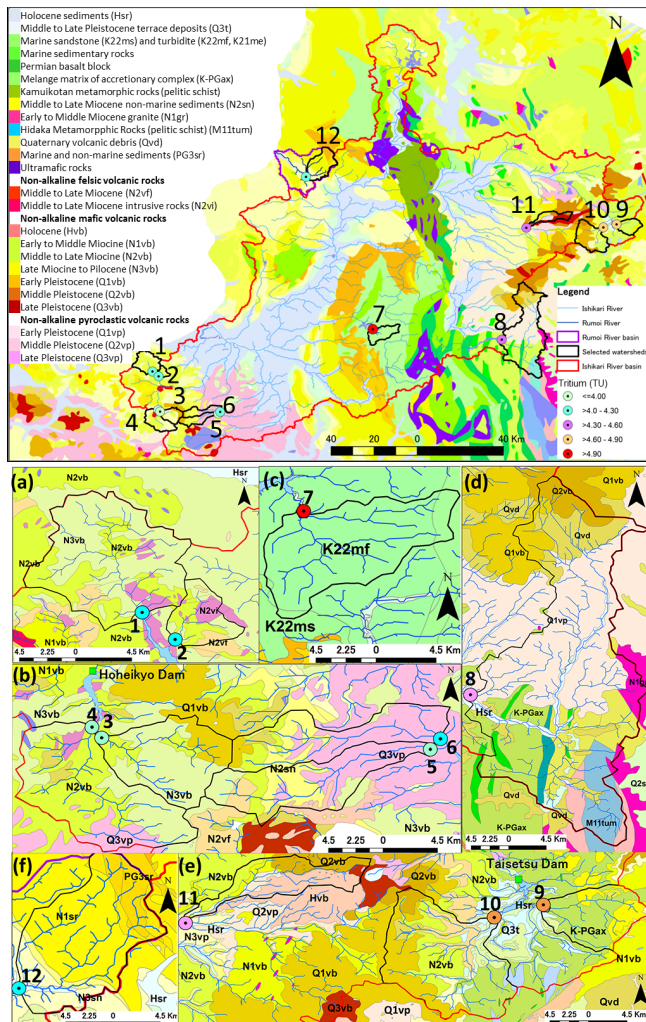 Holocene sediments (Hsr)
Middle to Late Pleistocene terrace deposits (Q3t)
Marine sandstone (K22ms) and turbidite (K22mf, K21me)
Marine sedimentary rocks
Permian basalt block
Melange matrix of accretionary complex (K-PGax)
Kamuikotan metamorphic rocks (pelitic schist)
Middle to Late Miocene non-marine sediments (N2sn)
Early to Middle Miocene granite (N1gr)
Hidaka Metamorpphic Rocks (pelitic schist) (M11tum)
Quaternary volcanic debris (Qvd)
Marine and non-marine sediments (PG3sr)
Ultramafic rocks
Non-alkaline felsic volcanic rocks
Middle to Late Miocene (N2vf)
Middle to Late Miocene intrusive rocks (N2vi)
Non-alkaline mafic volcanic rocks
Holocene (Hvb)
Early to Middle Miocine (N1vb)
Middle to Late Miocene (N2vb)
Late Miocene to Pilocene (N3vb)
Early Pleistocene (Q1vb)
Middle Pleistocene (Q2vb)
Late Pleistocene (Q3vb)
Non-alkaline pyroclastic volcanic rocks
Early Pleistocene (Q1vp)
Middle Pleistocene (Q2vp)
Late Pleistocene (Q3vp)
N
12
11
10
9
7
8
1
2
3
4
5
6
Legend
Ishikari River
Rumoi River
Rumoi River basin
Selected watersheds
Ishikari River basin
Tritium (TU)
<=4.00
>4.0 - 4.30
>4.30 - 4.60
>4.60 - 4.90
>4.90
40 20 0 40 Km
(a)
N2vb
Hsr
N
N3vb
N2vb
N2vb
N2vf
1
N1vb
N2vb
2
N2vf
4.5 2.25 0 4.5 Km
(c)
7
K22mf
N
K22ms
4.5 2.25 0 4.5 Km
(d)
Q1vb
Q2vb
N
Qvd
Qvd
Q1vb
Q1vp
8
Hsr
K-PGax
Qvd
Qvd
M11tum
K-PGax
4.5 2.25 0 4.5 Km
(b)
N1vb
Hoheikyo Dam
N
Q1vb
N3vb
4
3
N2sn
Q3vp
6
5
N2vb
N3vb
Q3vp
N2vf
N3vb
4.5 2.25 0 4.5 Km
(f)
PG3sr
N
N1sr
12
N3sn
Hsr
4.5 2.25 0 4.5 Km
(e)
N2vb
Q2vb
Q2vb
Taisetsu Dam
N2vb
11
Q2vp
Hvb
10
Hsr
9
Q3t
N3vp
K-PGax
N2vb
Q1vb
N2vb
N1vb
Q3vb
Q1vp
Qvd
N
4.5 2.25 0 4.5 Km